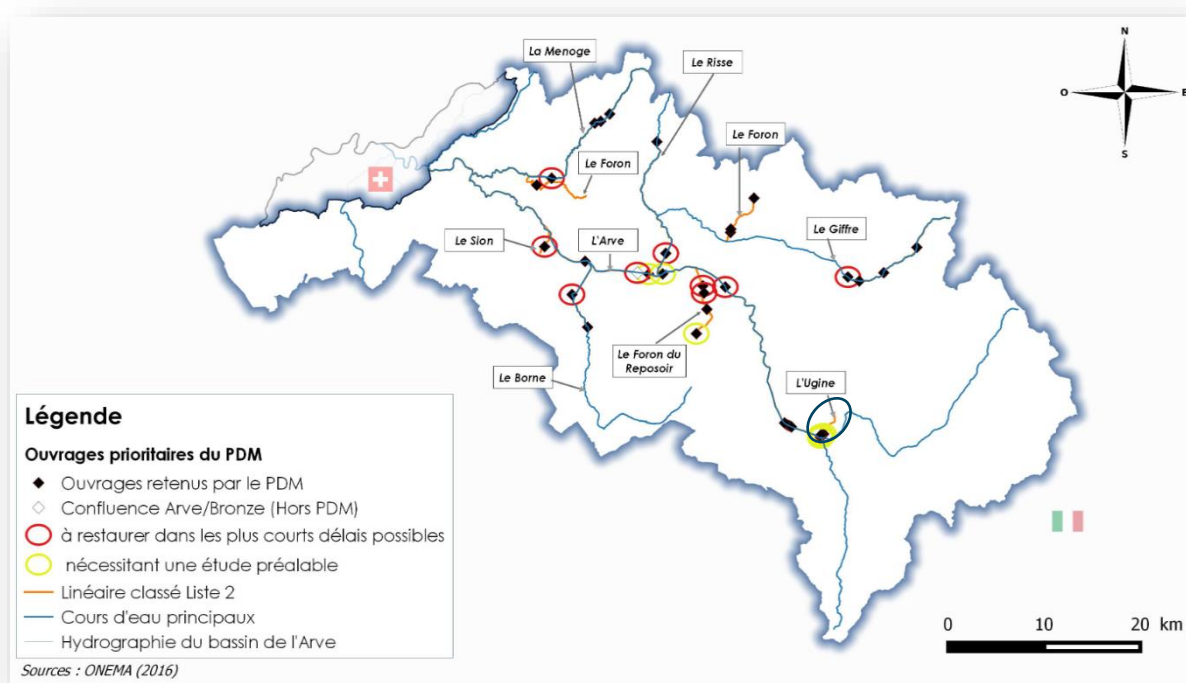 La Menoge
Le Risse
N
O
E
S
Le Foron
Le Foron
Le Sion
L'Arve
Le Giffre
Le Foron du
Reposoir
Le Borne
L'Ugine
Légende
Ouvrages prioritaires du PDM
Ouvrages retenus par le PDM
Confluence Arve/Bronze (Hors PDM)
à restaurer dans les plus courts délais possibles
nécessitant une étude préalable
Linéaire classé Liste 2
Cours d'eau principaux
Hydrographie du bassin de l'Arve
0 10 20 km
Sources : ONEMA (2016)